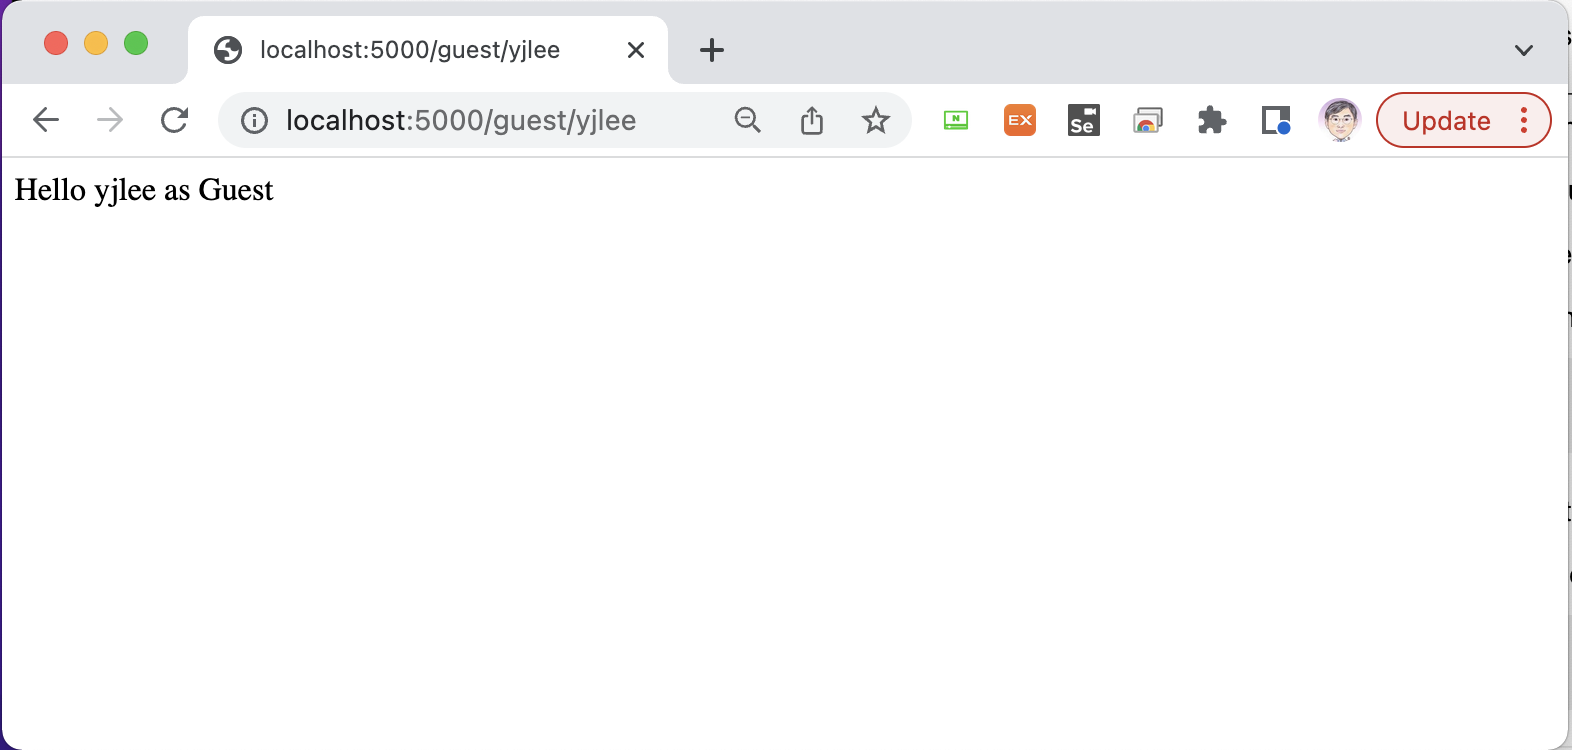 localhost:5000/guest/yjlee
localhost:5000/guest/yjlee
N
EX
Se
Update
Hello yjlee as Guest